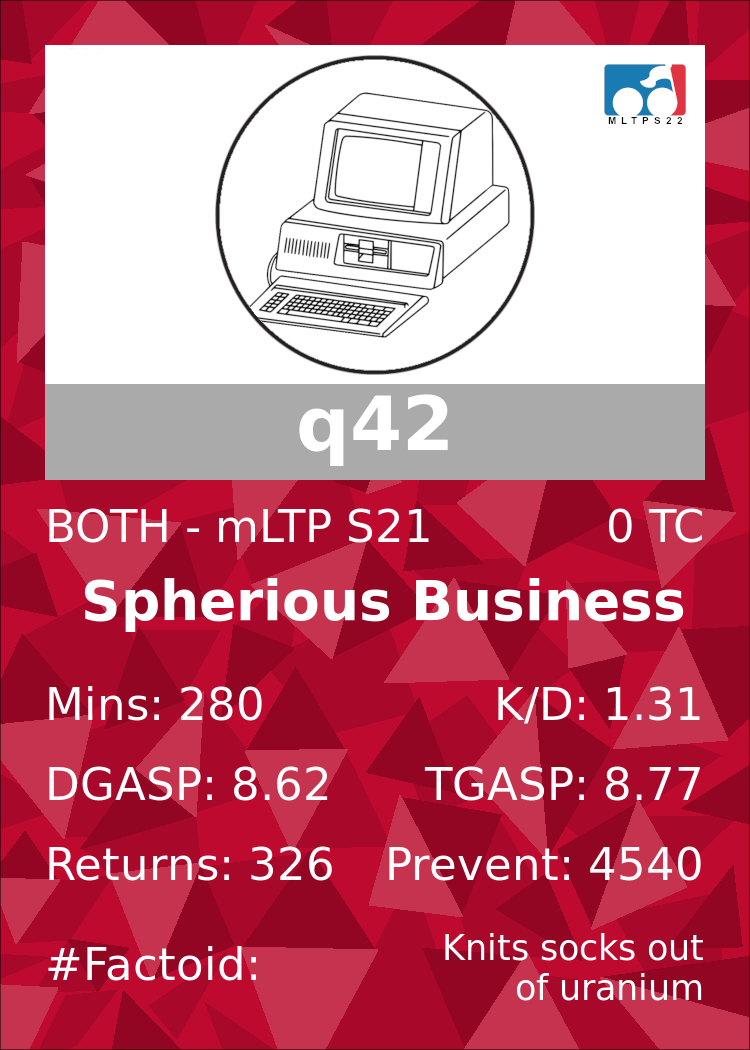 MLTPS22
q42
BOTH - mLTP S21 0 TC
Spherious Business
Mins: 280 K/D: 1.31
DGASP: 8.62 TGASP: 8.77
Returns: 326 Prevent: 4540
#Factoid: Knits socks out
of uranium